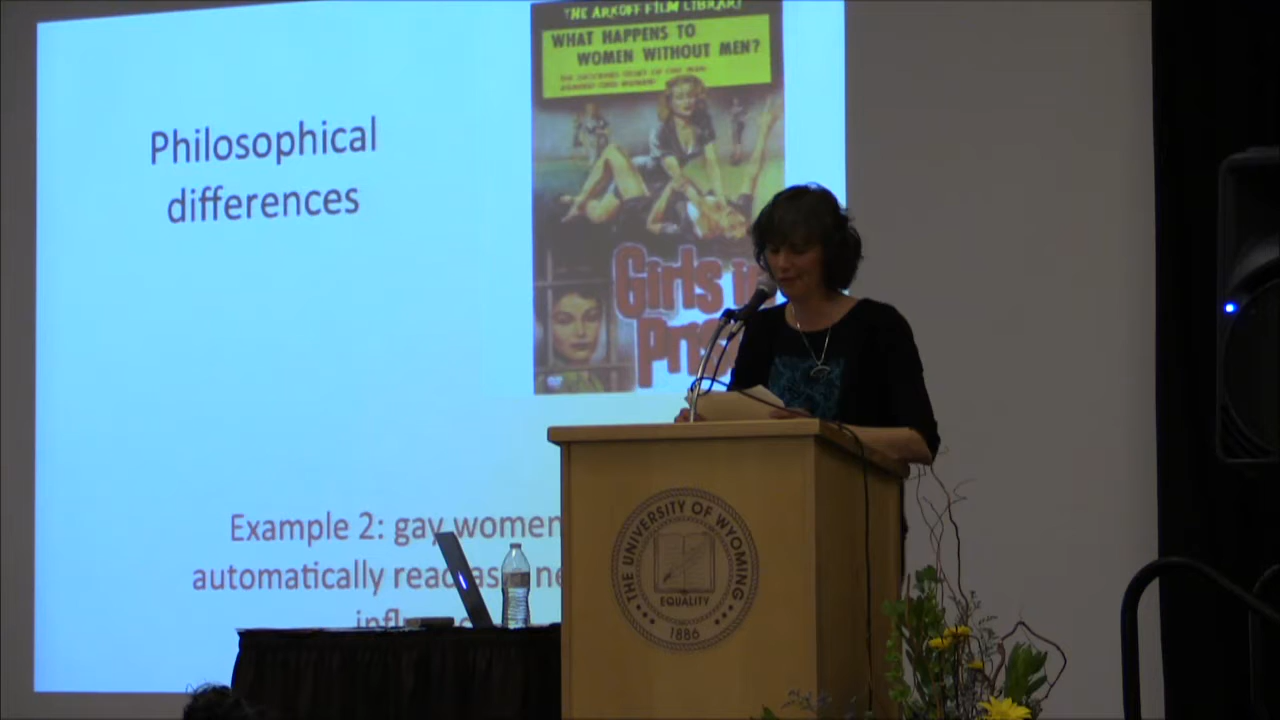 THE ARKOFF FILM LIBRARY
WHAT HAPPENS TO
WOMEN WITHOUT MEN?
Philosophical
differences
Girls in
Example 2: gay women
automatically read as
THE UNIVERSITY OF WYOMING
EQUALITY
1886